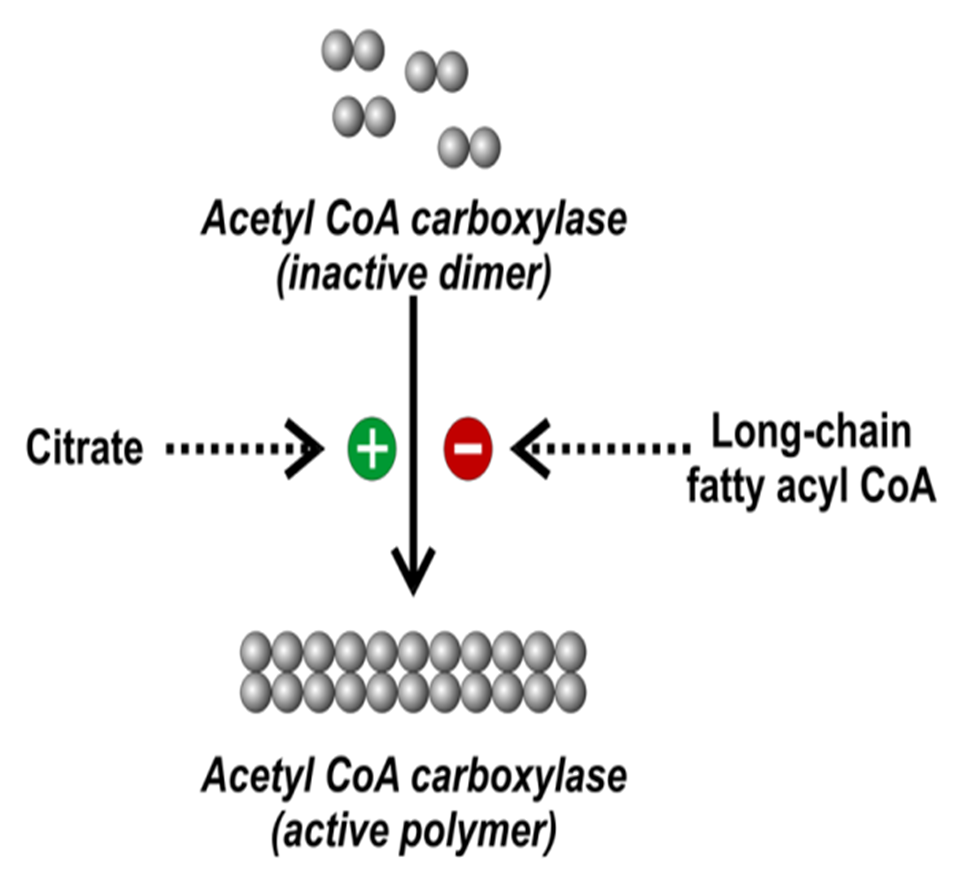 Acetyl CoA carboxylase
(inactive dimer)
Citrate
+
-
Long-chain
fatty acyl CoA
Acetyl CoA carboxylase
(active polymer)